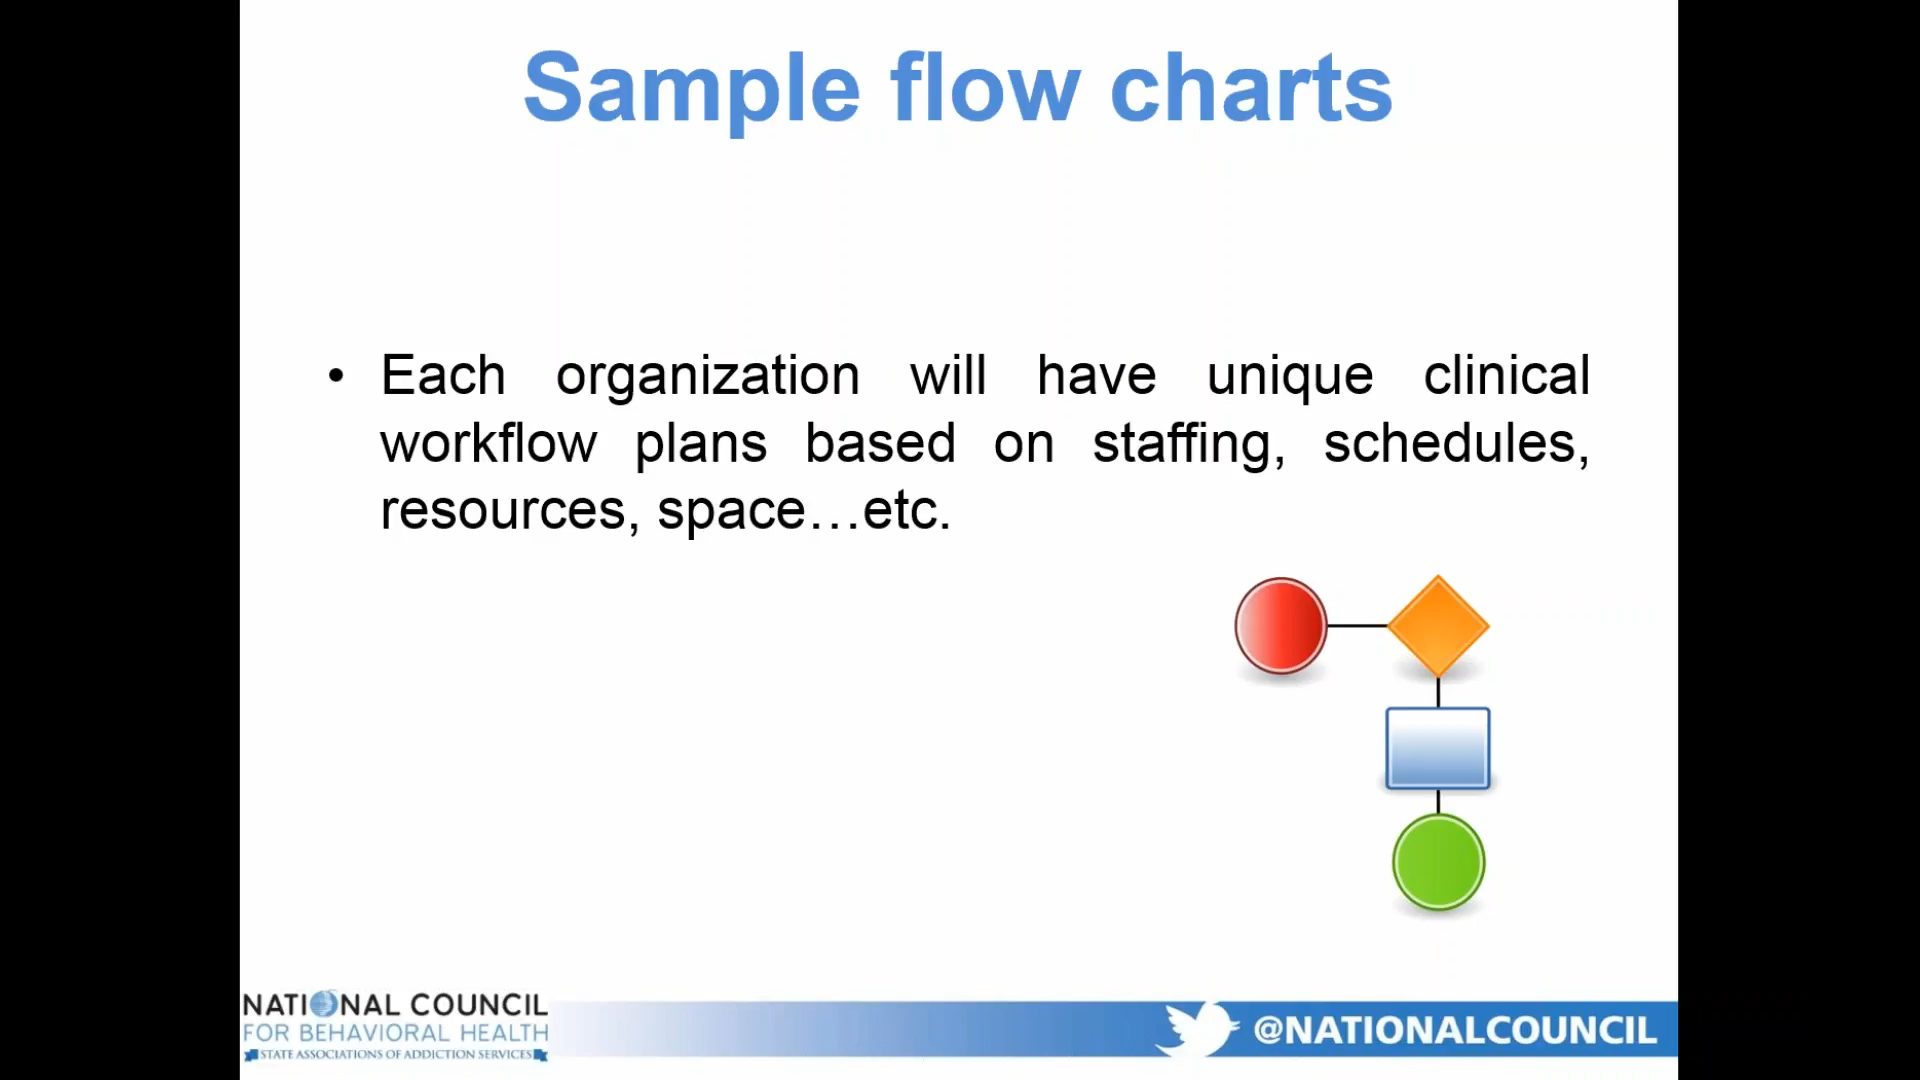 Sample flow charts
• Each organization will have unique clinical
workflow plans based on staffing, schedules,
resources, space…etc.
NATIONAL COUNCIL
FOR BEHAVIORAL HEALTH
STATE ASSOCIATIONS OF ADDICTION SERVICES
@NATIONALCOUNCIL